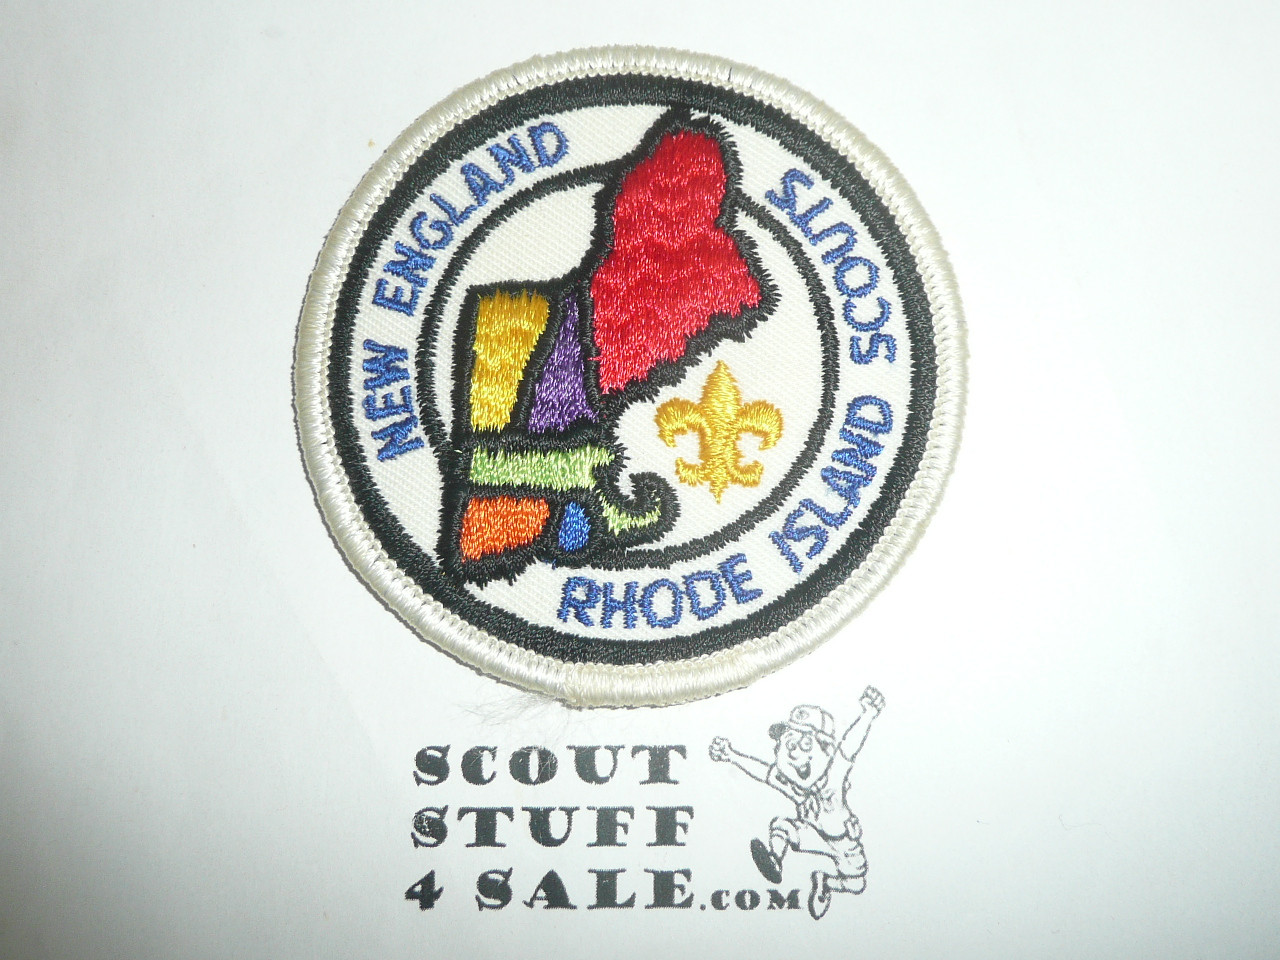 NEW ENGLAND
RHODE ISLAND SCOUTS
SCOUT
STUFF
4 SALE.COM